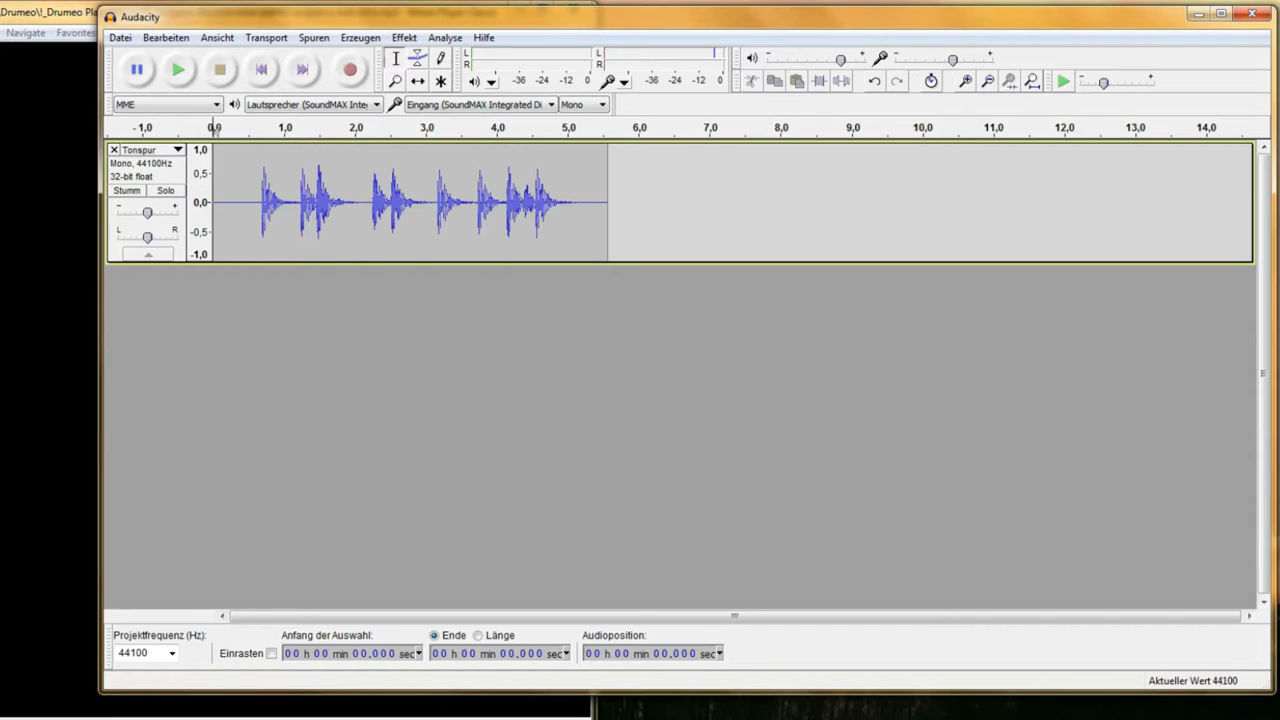 Drumeo\!_Drumeo Pla
Navigate Favorites
Audacity
Datei Bearbeiten Ansicht Transport Spuren Erzeugen Effekt Analyse Hilfe
L L
R R
-36 -24 -12 0 -36 -24 -12 0
MME Lautsprecher (SoundMAX Inte Eingang (SoundMAX Integrated Di Mono
-1,0 0,0 1,0 2,0 3,0 4,0 5,0 6,0 7,0 8,0 9,0 10,0 11,0 12,0 13,0 14,0
Tonspur
Mono, 44100Hz
32-bit float
Stumm Solo
- +
L R
1,0
0,5
0,0
-0,5
-1,0
Projektfrequenz (Hz): Anfang der Auswahl: Ende Länge Audioposition:
44100 Einrasten 00 h 00 min 00,000 sec 00 h 00 min 00,000 sec 00 h 00 min 00,000 sec
Aktueller Wert 44100